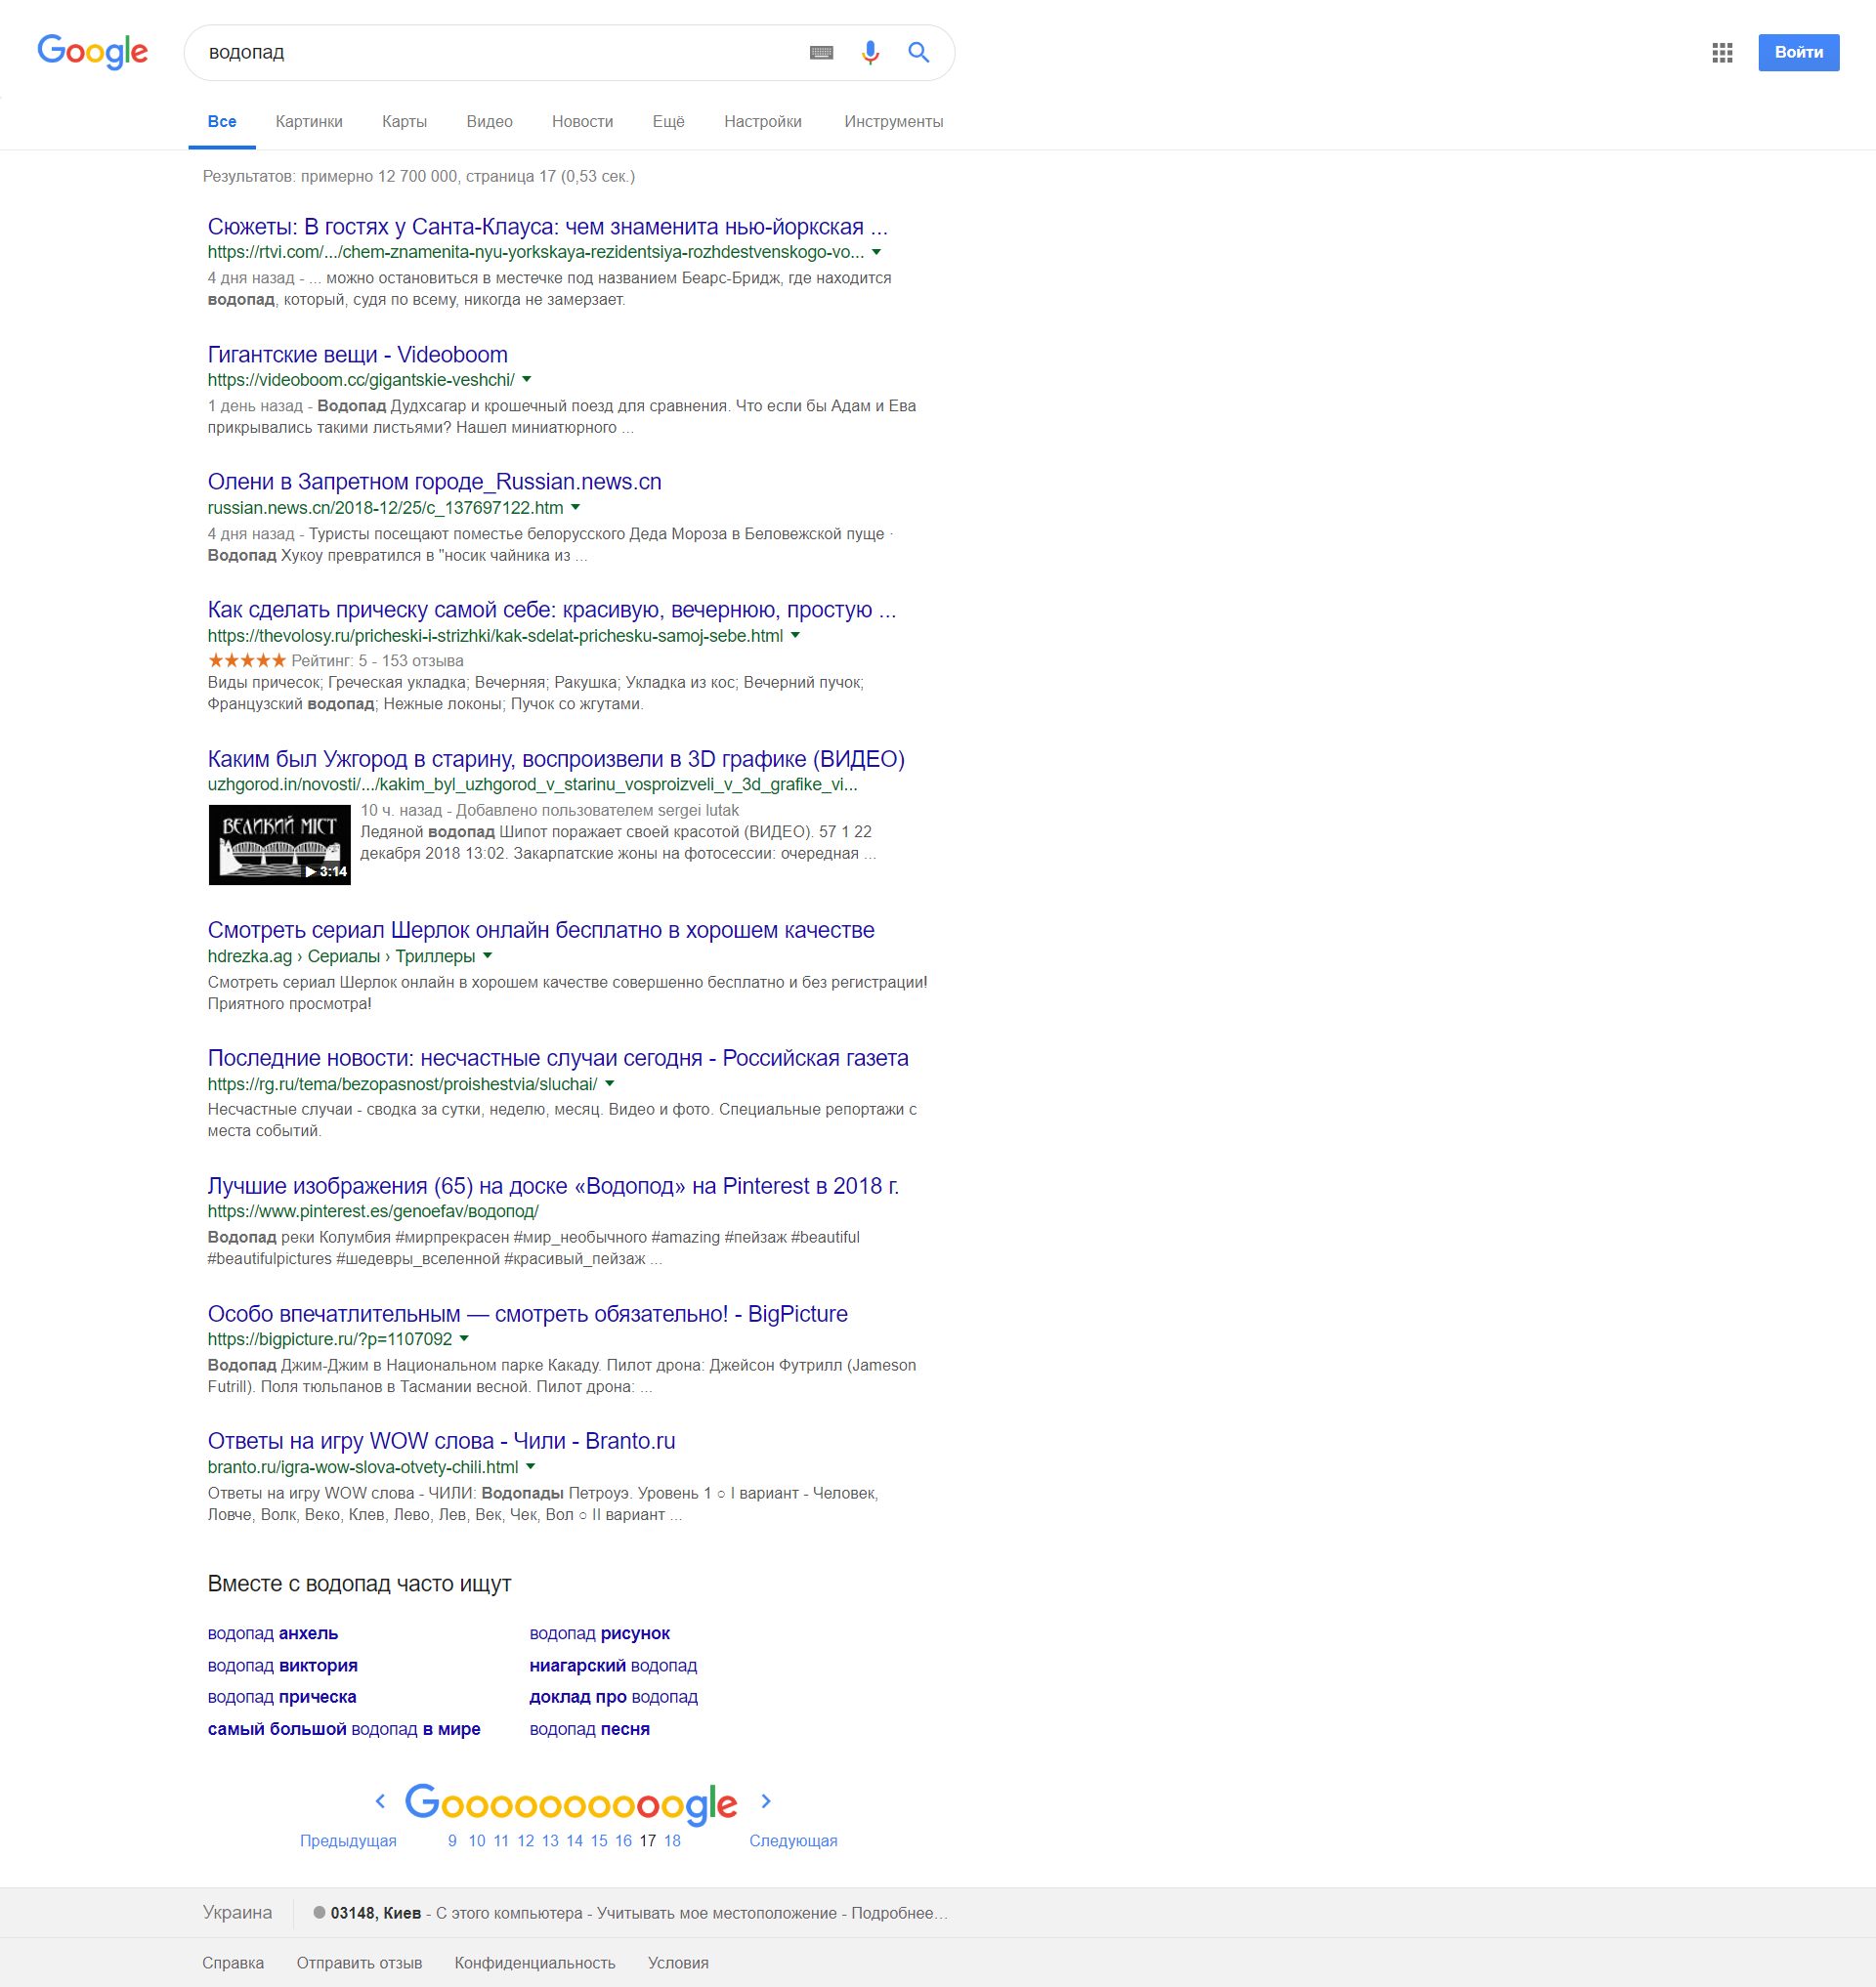 Google
водопад
Войти
Все Картинки Карты Видео Новости Ещё Настройки Инструменты
Результатов: примерно 12 700 000, страница 17 (0,53 сек.)
Сюжеты: В гостях у Санта-Клауса: чем знаменита нью-йоркская ...
https://rtvi.com/.../chem-znamenita-nyu-yorkskaya-rezidentsiya-rozhdestvenskogo-vo...
4 дня назад - ... можно остановиться в местечке под названием Беарс-Бридж, где находится
водопад, который, судя по всему, никогда не замерзает.
Гигантские вещи - Videoboom
https://videoboom.cc/gigantskie-veshchi/
1 день назад - Водопад Дудхсагар и крошечный поезд для сравнения. Что если бы Адам и Ева
прикрывались такими листьями? Нашел миниатюрного ...
Олени в Запретном городе_Russian.news.cn
russian.news.cn/2018-12/25/c_137697122.htm
4 дня назад - Туристы посещают поместье белорусского Деда Мороза в Беловежской пуще ·
Водопад Хукоу превратился в "носик чайника из ...
Как сделать прическу самой себе: красивую, вечернюю, простую ...
https://thevolosy.ru/pricheski-i-strizhki/kak-sdelat-prichesku-samoj-sebe.html
★★★★★ Рейтинг: 5 - 153 отзыва
Виды причесок; Греческая укладка; Вечерняя; Ракушка; Укладка из кос; Вечерний пучок;
Французский водопад; Нежные локоны; Пучок со жгутами.
Каким был Ужгород в старину, воспроизвели в 3D графике (ВИДЕО)
uzhgorod.in/novosti/.../kakim_byl_uzhgorod_v_starinu_vosproizveli_v_3d_grafike_vi...
ВЕЛИКИЙ МІСТ
3:14
10 ч. назад - Добавлено пользователем sergei lutak
Ледяной водопад Шипот поражает своей красотой (ВИДЕО). 57 1 22
декабря 2018 13:02. Закарпатские жоны на фотосессии: очередная ...
Смотреть сериал Шерлок онлайн бесплатно в хорошем качестве
hdrezka.ag › Сериалы › Триллеры
Смотреть сериал Шерлок онлайн в хорошем качестве совершенно бесплатно и без регистрации!
Приятного просмотра!
Последние новости: несчастные случаи сегодня - Российская газета
https://rg.ru/tema/bezopasnost/proishestvia/sluchai/
Несчастные случаи - сводка за сутки, неделю, месяц. Видео и фото. Специальные репортажи с
места событий.
Лучшие изображения (65) на доске «Водопод» на Pinterest в 2018 г.
https://www.pinterest.es/genoefav/водопод/
Водопад реки Колумбия #мирпрекрасен #мир_необычного #amazing #пейзаж #beautiful
#beautifulpictures #шедевры_вселенной #красивый_пейзаж ...
Особо впечатлительным — смотреть обязательно! - BigPicture
https://bigpicture.ru/?p=1107092
Водопад Джим-Джим в Национальном парке Какаду. Пилот дрона: Джейсон Футрилл (Jameson
Futrill). Поля тюльпанов в Тасмании весной. Пилот дрона: ...
Ответы на игру WOW слова - Чили - Branto.ru
branto.ru/igra-wow-slova-otvety-chili.html
Ответы на игру WOW слова - ЧИЛИ: Водопады Петроуэ. Уровень 1 ○ I вариант - Человек,
Ловче, Волк, Веко, Клев, Лево, Лев, Век, Чек, Вол ○ II вариант ...
Вместе с водопад часто ищут
водопад анхель водопад рисунок
водопад виктория ниагарский водопад
водопад прическа доклад про водопад
самый большой водопад в мире водопад песня
Goooooooooogle
Предыдущая 9 10 11 12 13 14 15 16 17 18 Следующая
Украина 03148, Киев - С этого компьютера - Учитывать мое местоположение - Подробнее…
Справка Отправить отзыв Конфиденциальность Условия